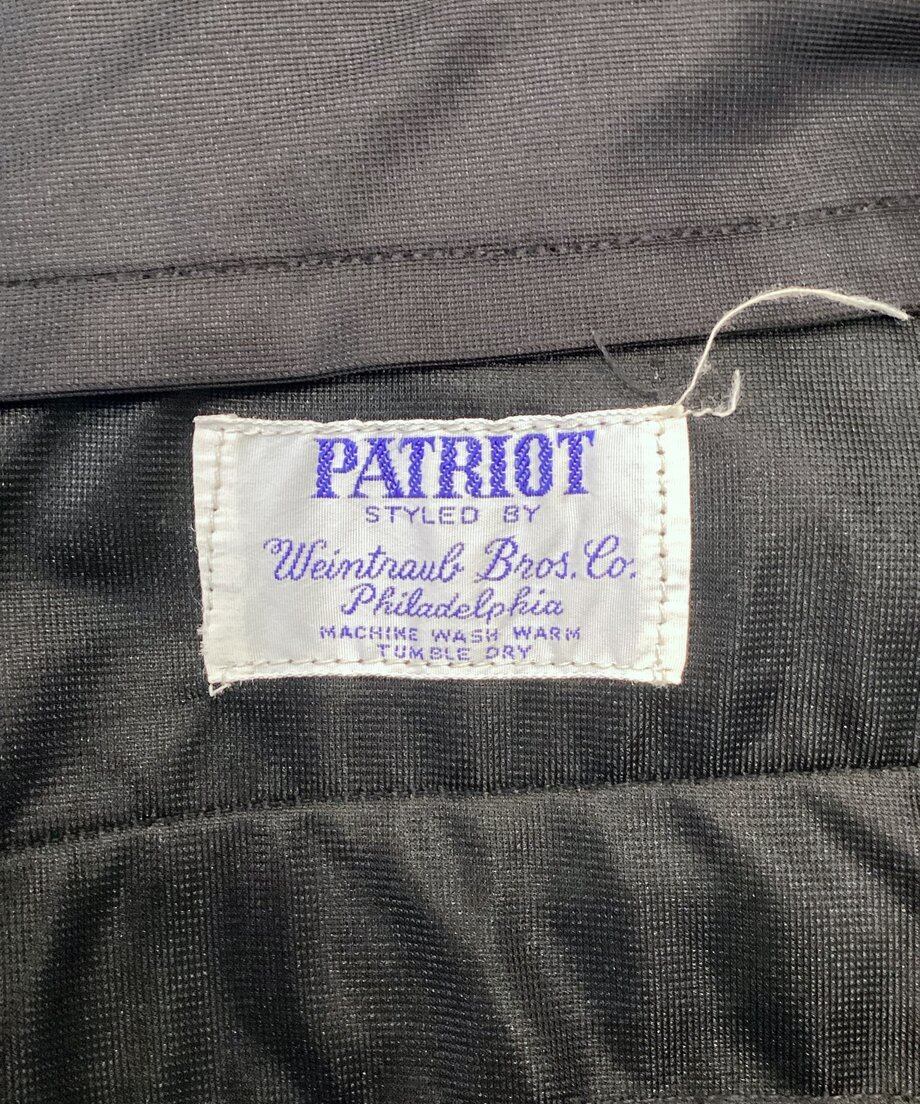 PATRIOT
STYLED BY
Weintraub Bros. Co.
Philadelphia
MACHINE WASH WARM
TUMBLE DRY